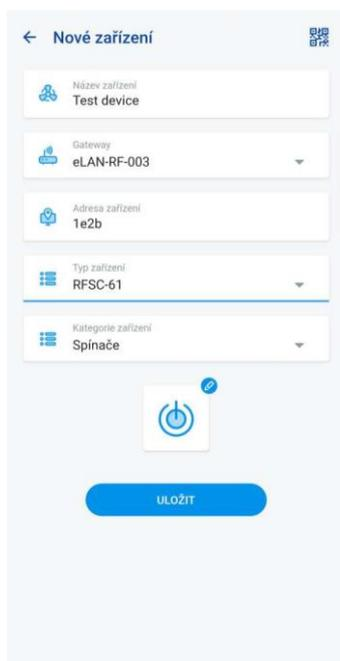 Nové zařízení
Název zařízení
Test device
Gateway
eLAN-RF-003
Adresa zařízení
1e2b
Typ zařízení
RFSC-61
Kategorie zařízení
Spínače
ULOŽIT